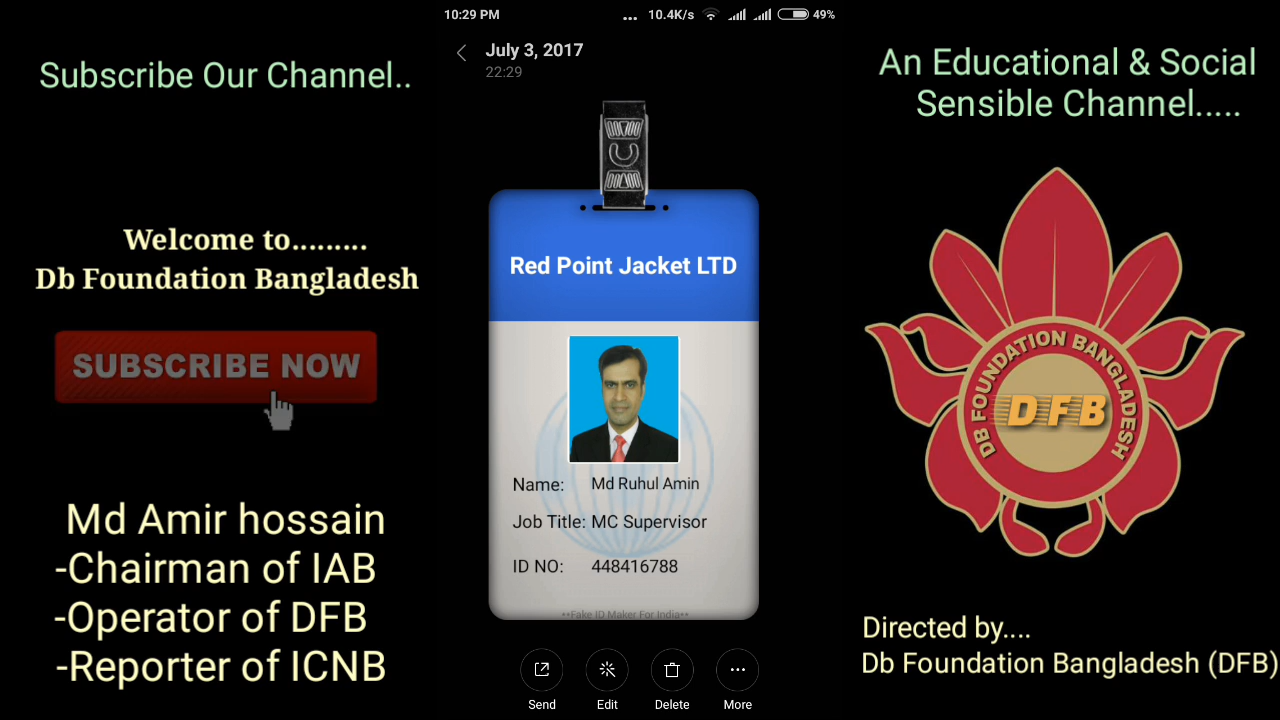 Subscribe Our Channel..
Welcome to.........
Db Foundation Bangladesh
SUBSCRIBE NOW
Md Amir hossain
-Chairman of IAB
-Operator of DFB
-Reporter of ICNB
10:29 PM ... 10.4K/s 49%
July 3, 2017
22:29
Red Point Jacket LTD
Name: Md Ruhul Amin
Job Title: MC Supervisor
ID NO: 448416788
**Fake ID Maker For India**
Send Edit Delete More
An Educational & Social
Sensible Channel.....
DB FOUNDATION BANGLADESH
DFB
Directed by....
Db Foundation Bangladesh (DFB)